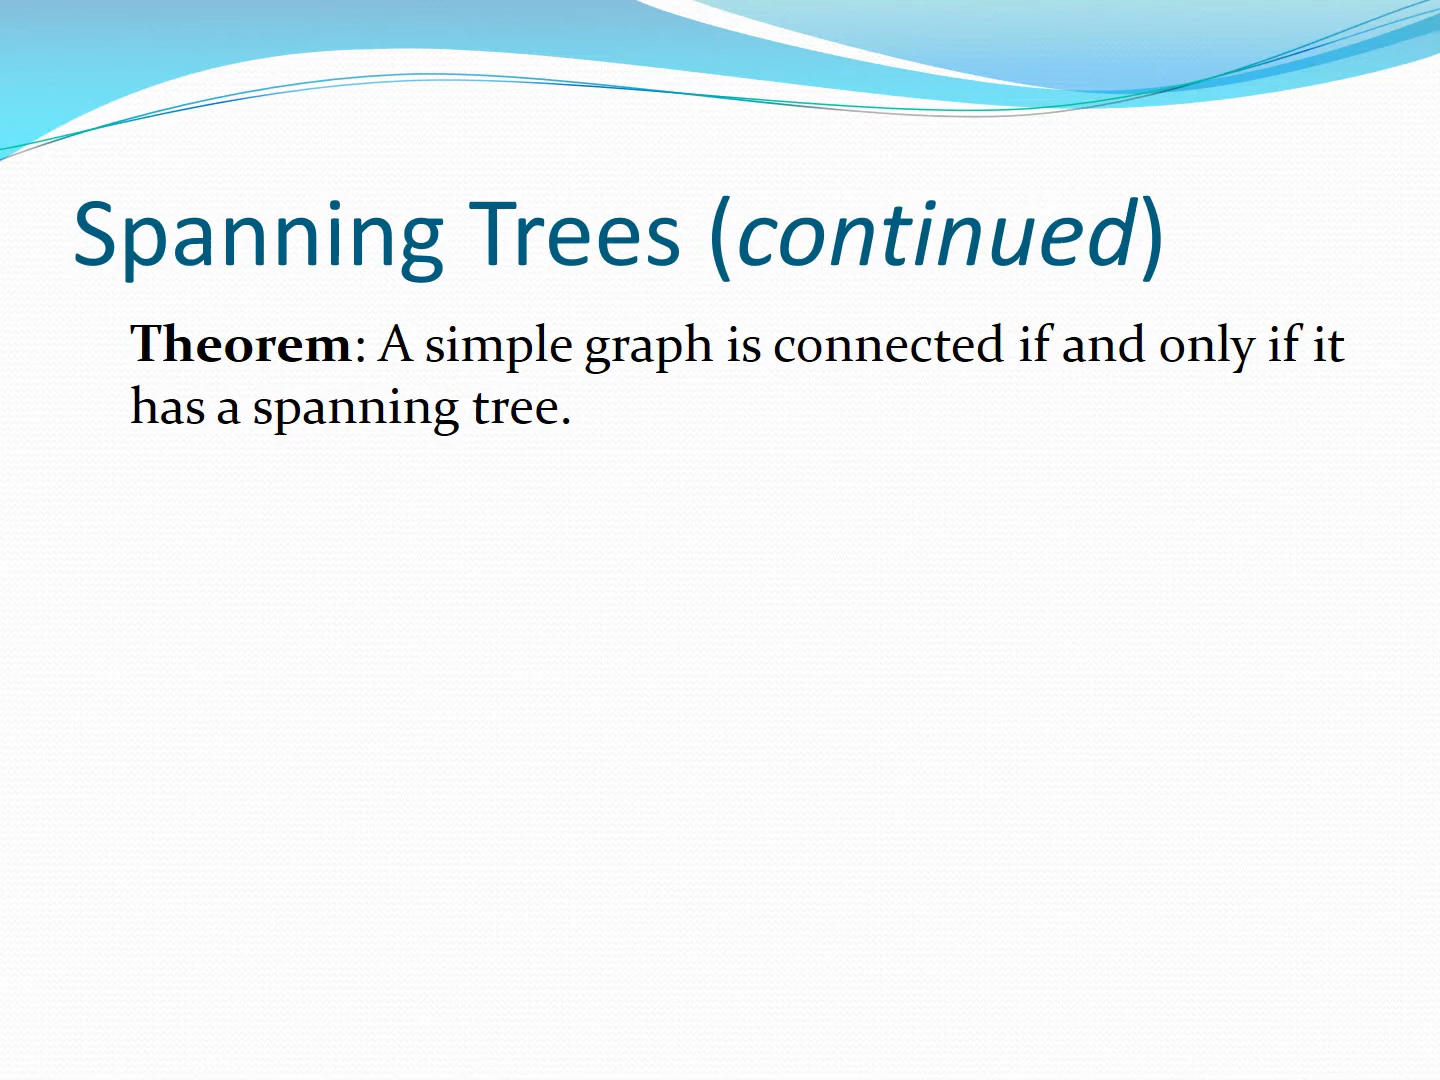 Spanning Trees (continued)
Theorem: A simple graph is connected if and only if it
has a spanning tree.